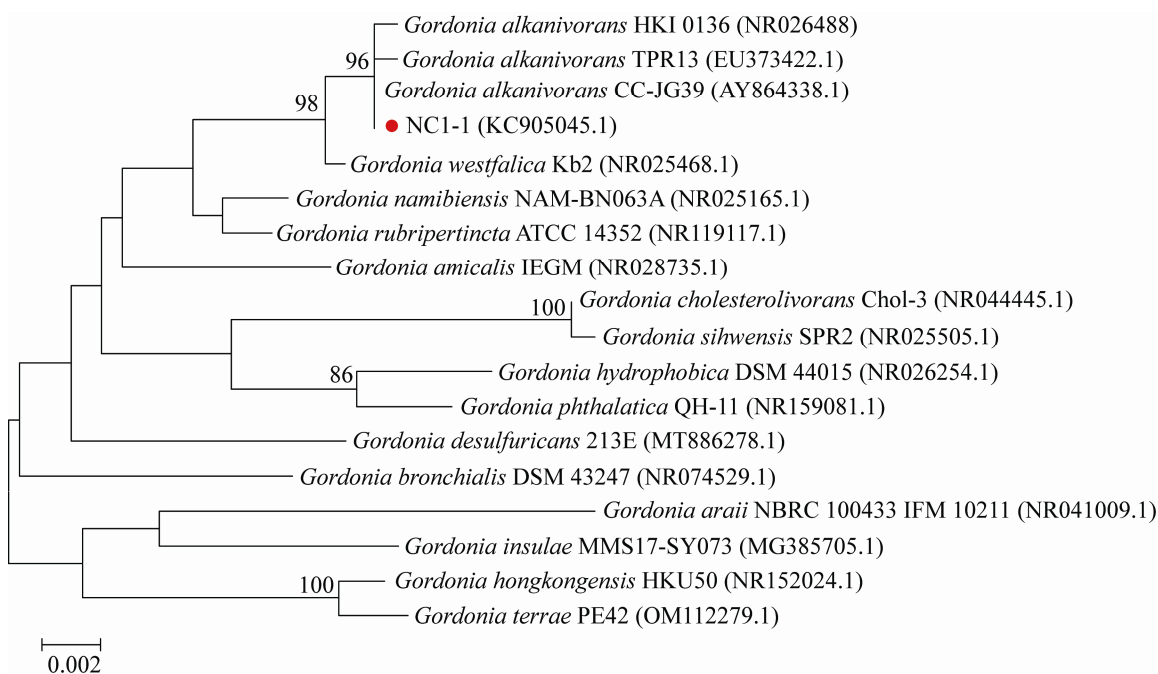 Gordonia alkanivorans HKI 0136 (NR026488)
96
Gordonia alkanivorans TPR13 (EU373422.1)
Gordonia alkanivorans CC-JG39 (AY864338.1)
98
NC1-1 (KC905045.1)
Gordonia westfalica Kb2 (NR025468.1)
Gordonia namibiensis NAM-BN063A (NR025165.1)
Gordonia rubripertincta ATCC 14352 (NR119117.1)
Gordonia amicalis IEGM (NR028735.1)
100
Gordonia cholesterolivorans Chol-3 (NR044445.1)
Gordonia sihwensis SPR2 (NR025505.1)
86
Gordonia hydrophobica DSM 44015 (NR026254.1)
Gordonia phthalatica QH-11 (NR159081.1)
Gordonia desulfuricans 213E (MT886278.1)
Gordonia bronchialis DSM 43247 (NR074529.1)
Gordonia araii NBRC 100433 IFM 10211 (NR041009.1)
Gordonia insulae MMS17-SY073 (MG385705.1)
100
Gordonia hongkongensis HKU50 (NR152024.1)
Gordonia terrae PE42 (OM112279.1)
0.002